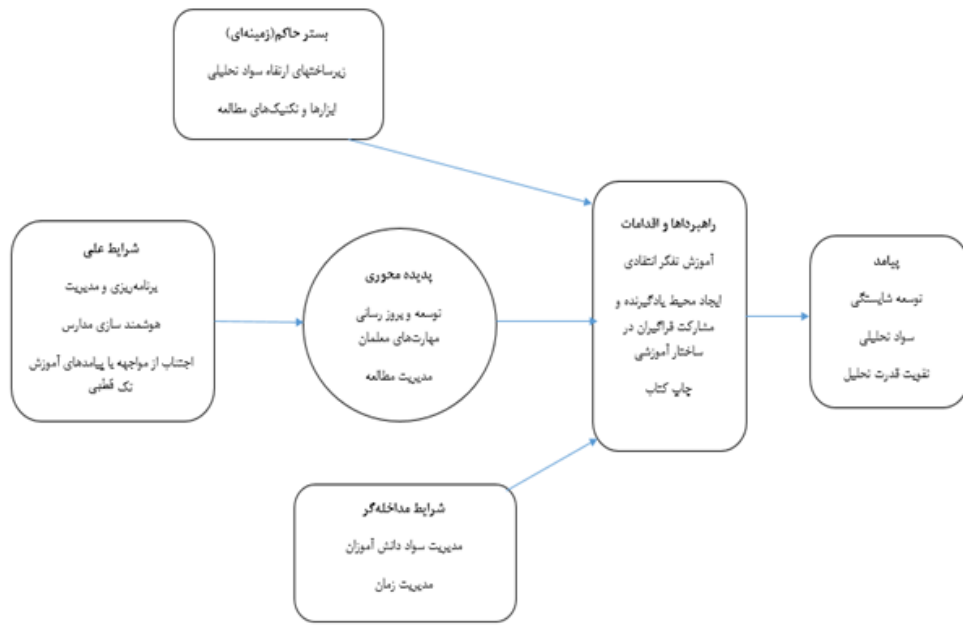 بستر حاکم(زمینه‌ای)
زیرساختهای ارتقاء سواد تحلیلی
ابزارها و تکنیک‌های مطالعه
شرایط علی
برنامه‌ریزی و مدیریت
هوشمند سازی مدارس
اجتناب از مواجهه با پیامدهای آموزش
تک قطبی
پدیده محوری
توسعه و بروز رسانی
مهارت‌های معلمان
مدیریت مطالعه
راهبرداها و اقدامات
آموزش تفکر انتقادی
ایجاد محیط یادگیرنده و
مشارکت فراگیران در
ساختار آموزشی
چاپ کتاب
پیامد
توسعه شایستگی
سواد تحلیلی
تقویت قدرت تحلیل
شرایط مداخله‌گر
مدیریت سواد دانش آموزان
مدیریت زمان